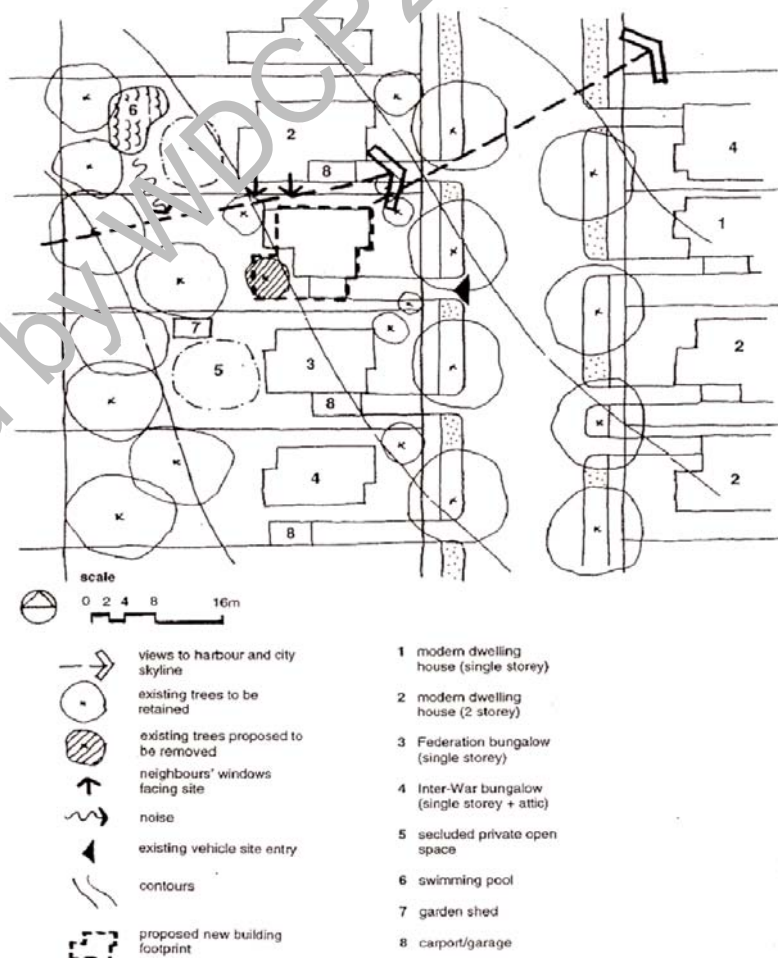 by WDCP2
6
2
8
4
1
7
5
3
8
2
4
8
2
scale
0 2 4 8 16m
views to harbour and city
skyline
existing trees to be
retained
existing trees proposed to
be removed
neighbours' windows
facing site
noise
existing vehicle site entry
contours
proposed new building
footprint
1 modern dwelling
house (single storey)
2 modern dwelling
house (2 storey)
3 Federation bungalow
(single storey)
4 Inter-War bungalow
(single storey + attic)
5 secluded private open
space
6 swimming pool
7 garden shed
8 carport/garage